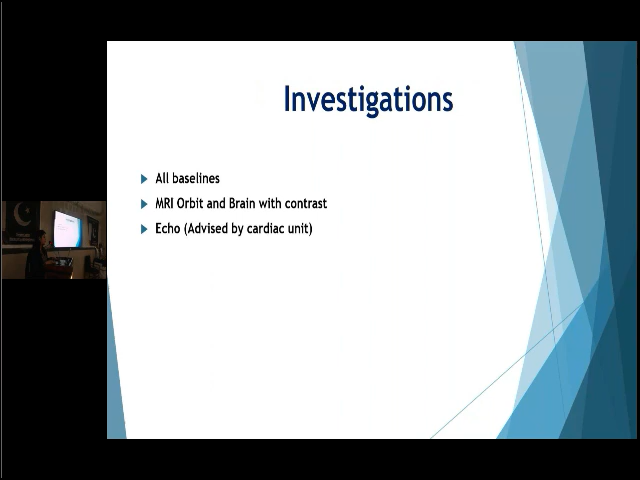 Investigations
All baselines
MRI Orbit and Brain with contrast
Echo (Advised by cardiac unit)